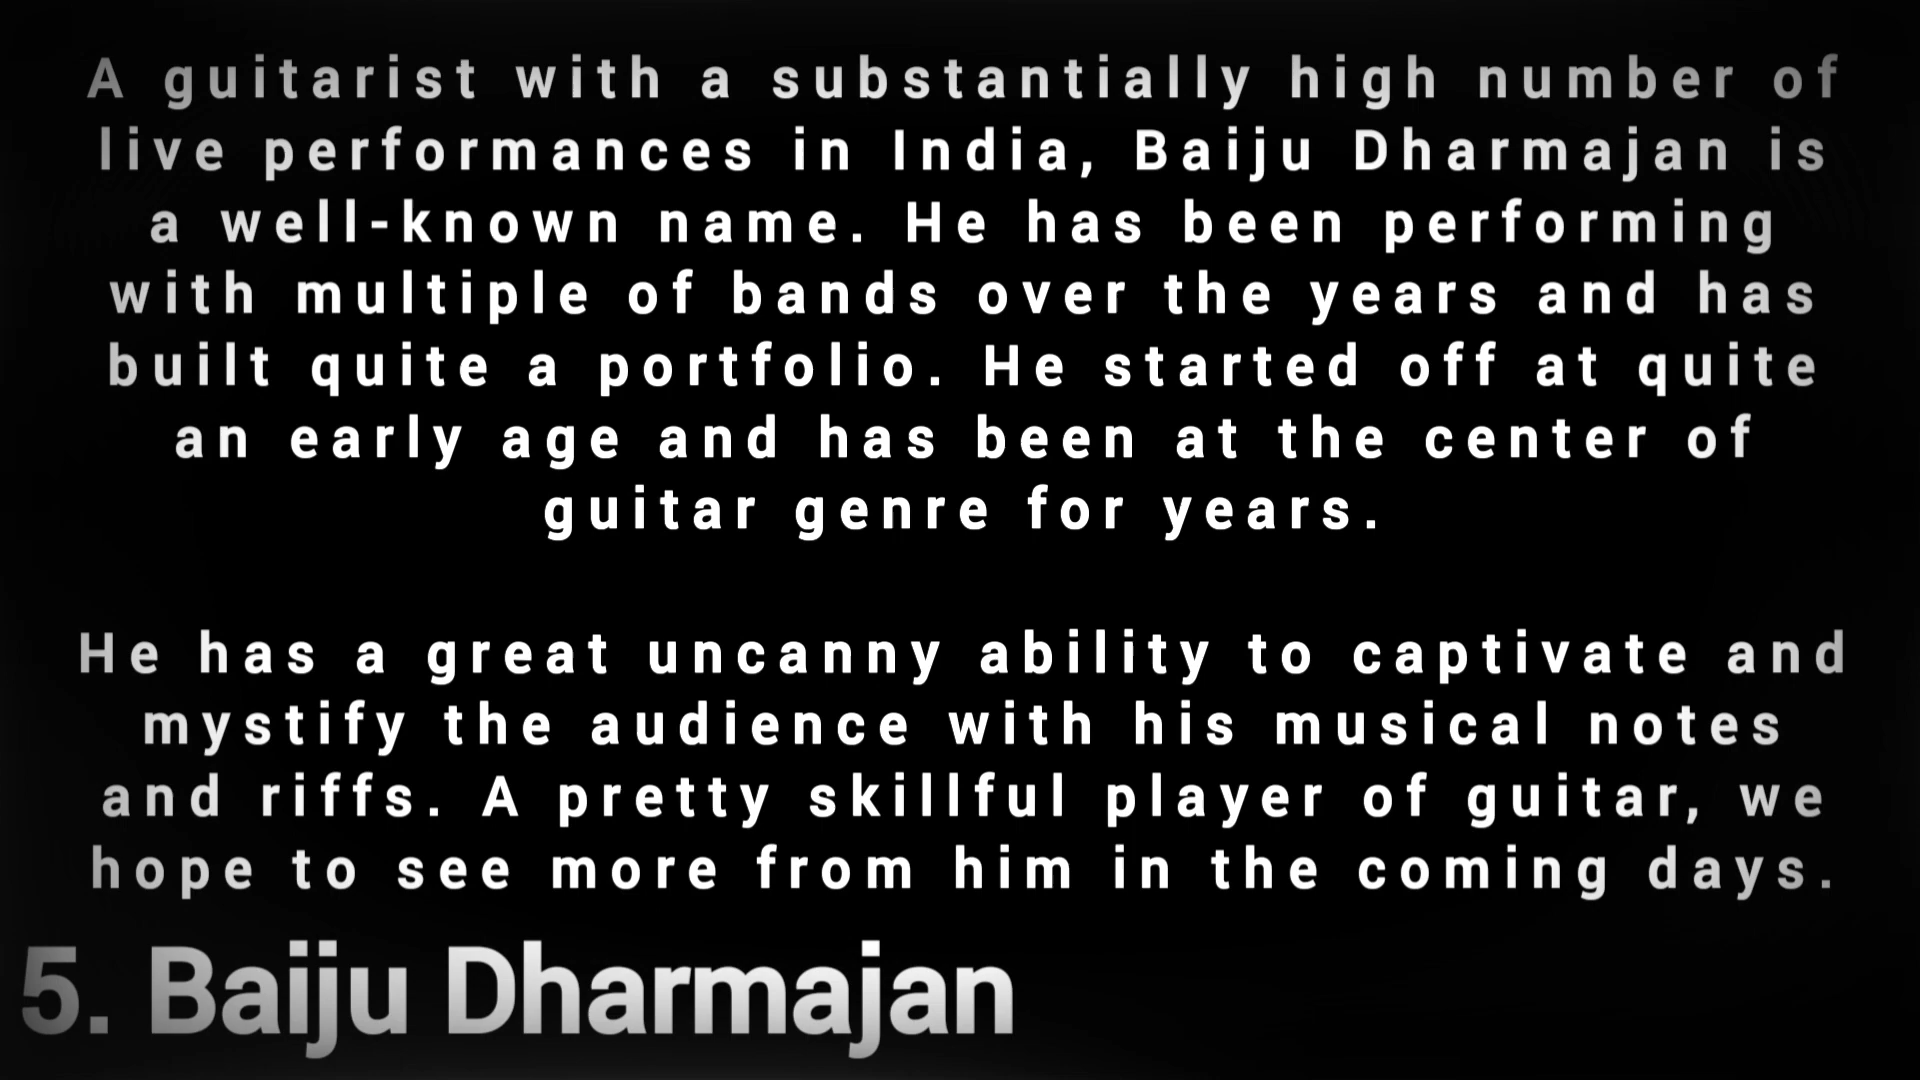 A guitarist with a substantially high number of
live performances in India, Baiju Dharmajan is
a well-known name. He has been performing
with multiple of bands over the years and has
built quite a portfolio. He started off at quite
an early age and has been at the center of
guitar genre for years.
He has a great uncanny ability to captivate and
mystify the audience with his musical notes
and riffs. A pretty skillful player of guitar, we
hope to see more from him in the coming days.
5. Baiju Dharmajan